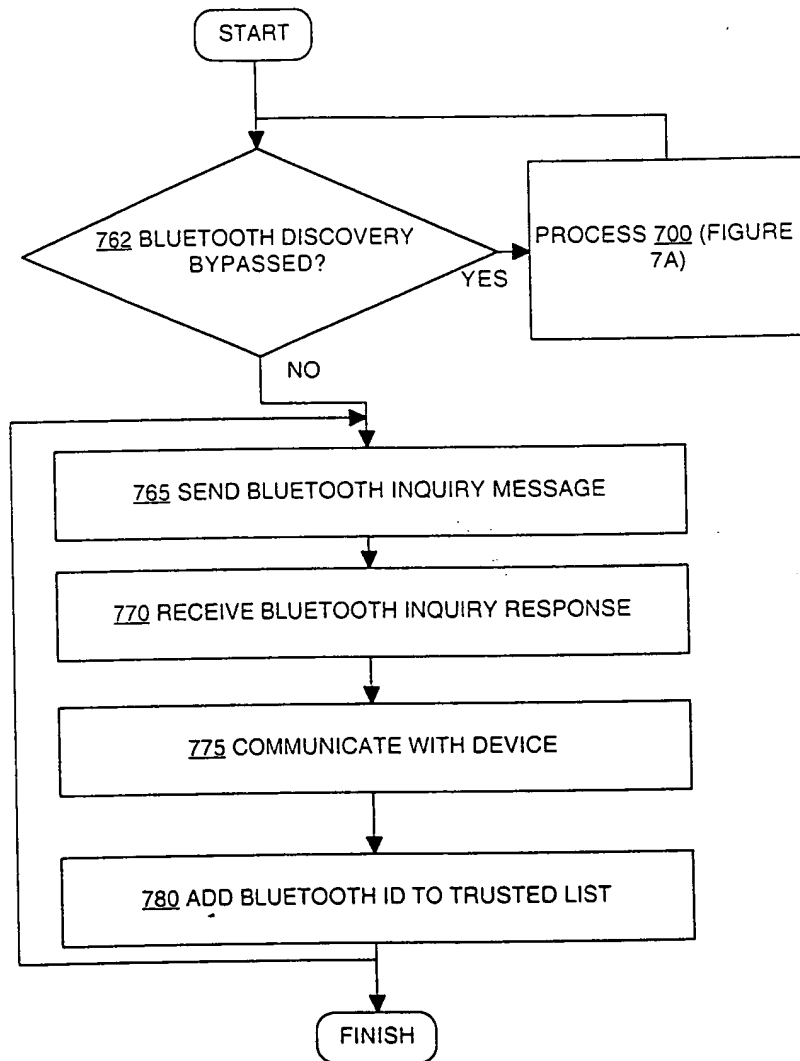 START
762 BLUETOOTH DISCOVERY
BYPASSED?
YES
PROCESS 700 (FIGURE
7A)
NO
765 SEND BLUETOOTH INQUIRY MESSAGE
770 RECEIVE BLUETOOTH INQUIRY RESPONSE
775 COMMUNICATE WITH DEVICE
780 ADD BLUETOOTH ID TO TRUSTED LIST
FINISH